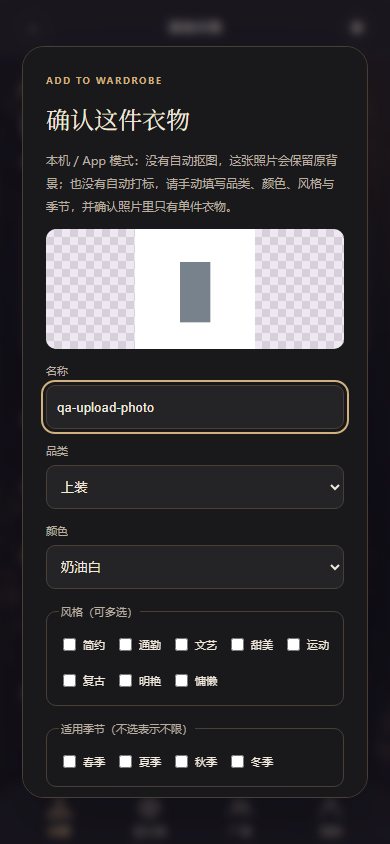 ADD TO WARDROBE
确认这件衣物
本机 / App 模式：没有自动抠图，这张照片会保留原背
景；也没有自动打标，请手动填写品类、颜色、风格与
季节，并确认照片里只有单件衣物。
名称
qa-upload-photo
品类
上装
颜色
奶油白
风格（可多选）
简约 通勤 文艺 甜美 运动
复古 明艳 慵懒
适用季节（不选表示不限）
春季 夏季 秋季 冬季